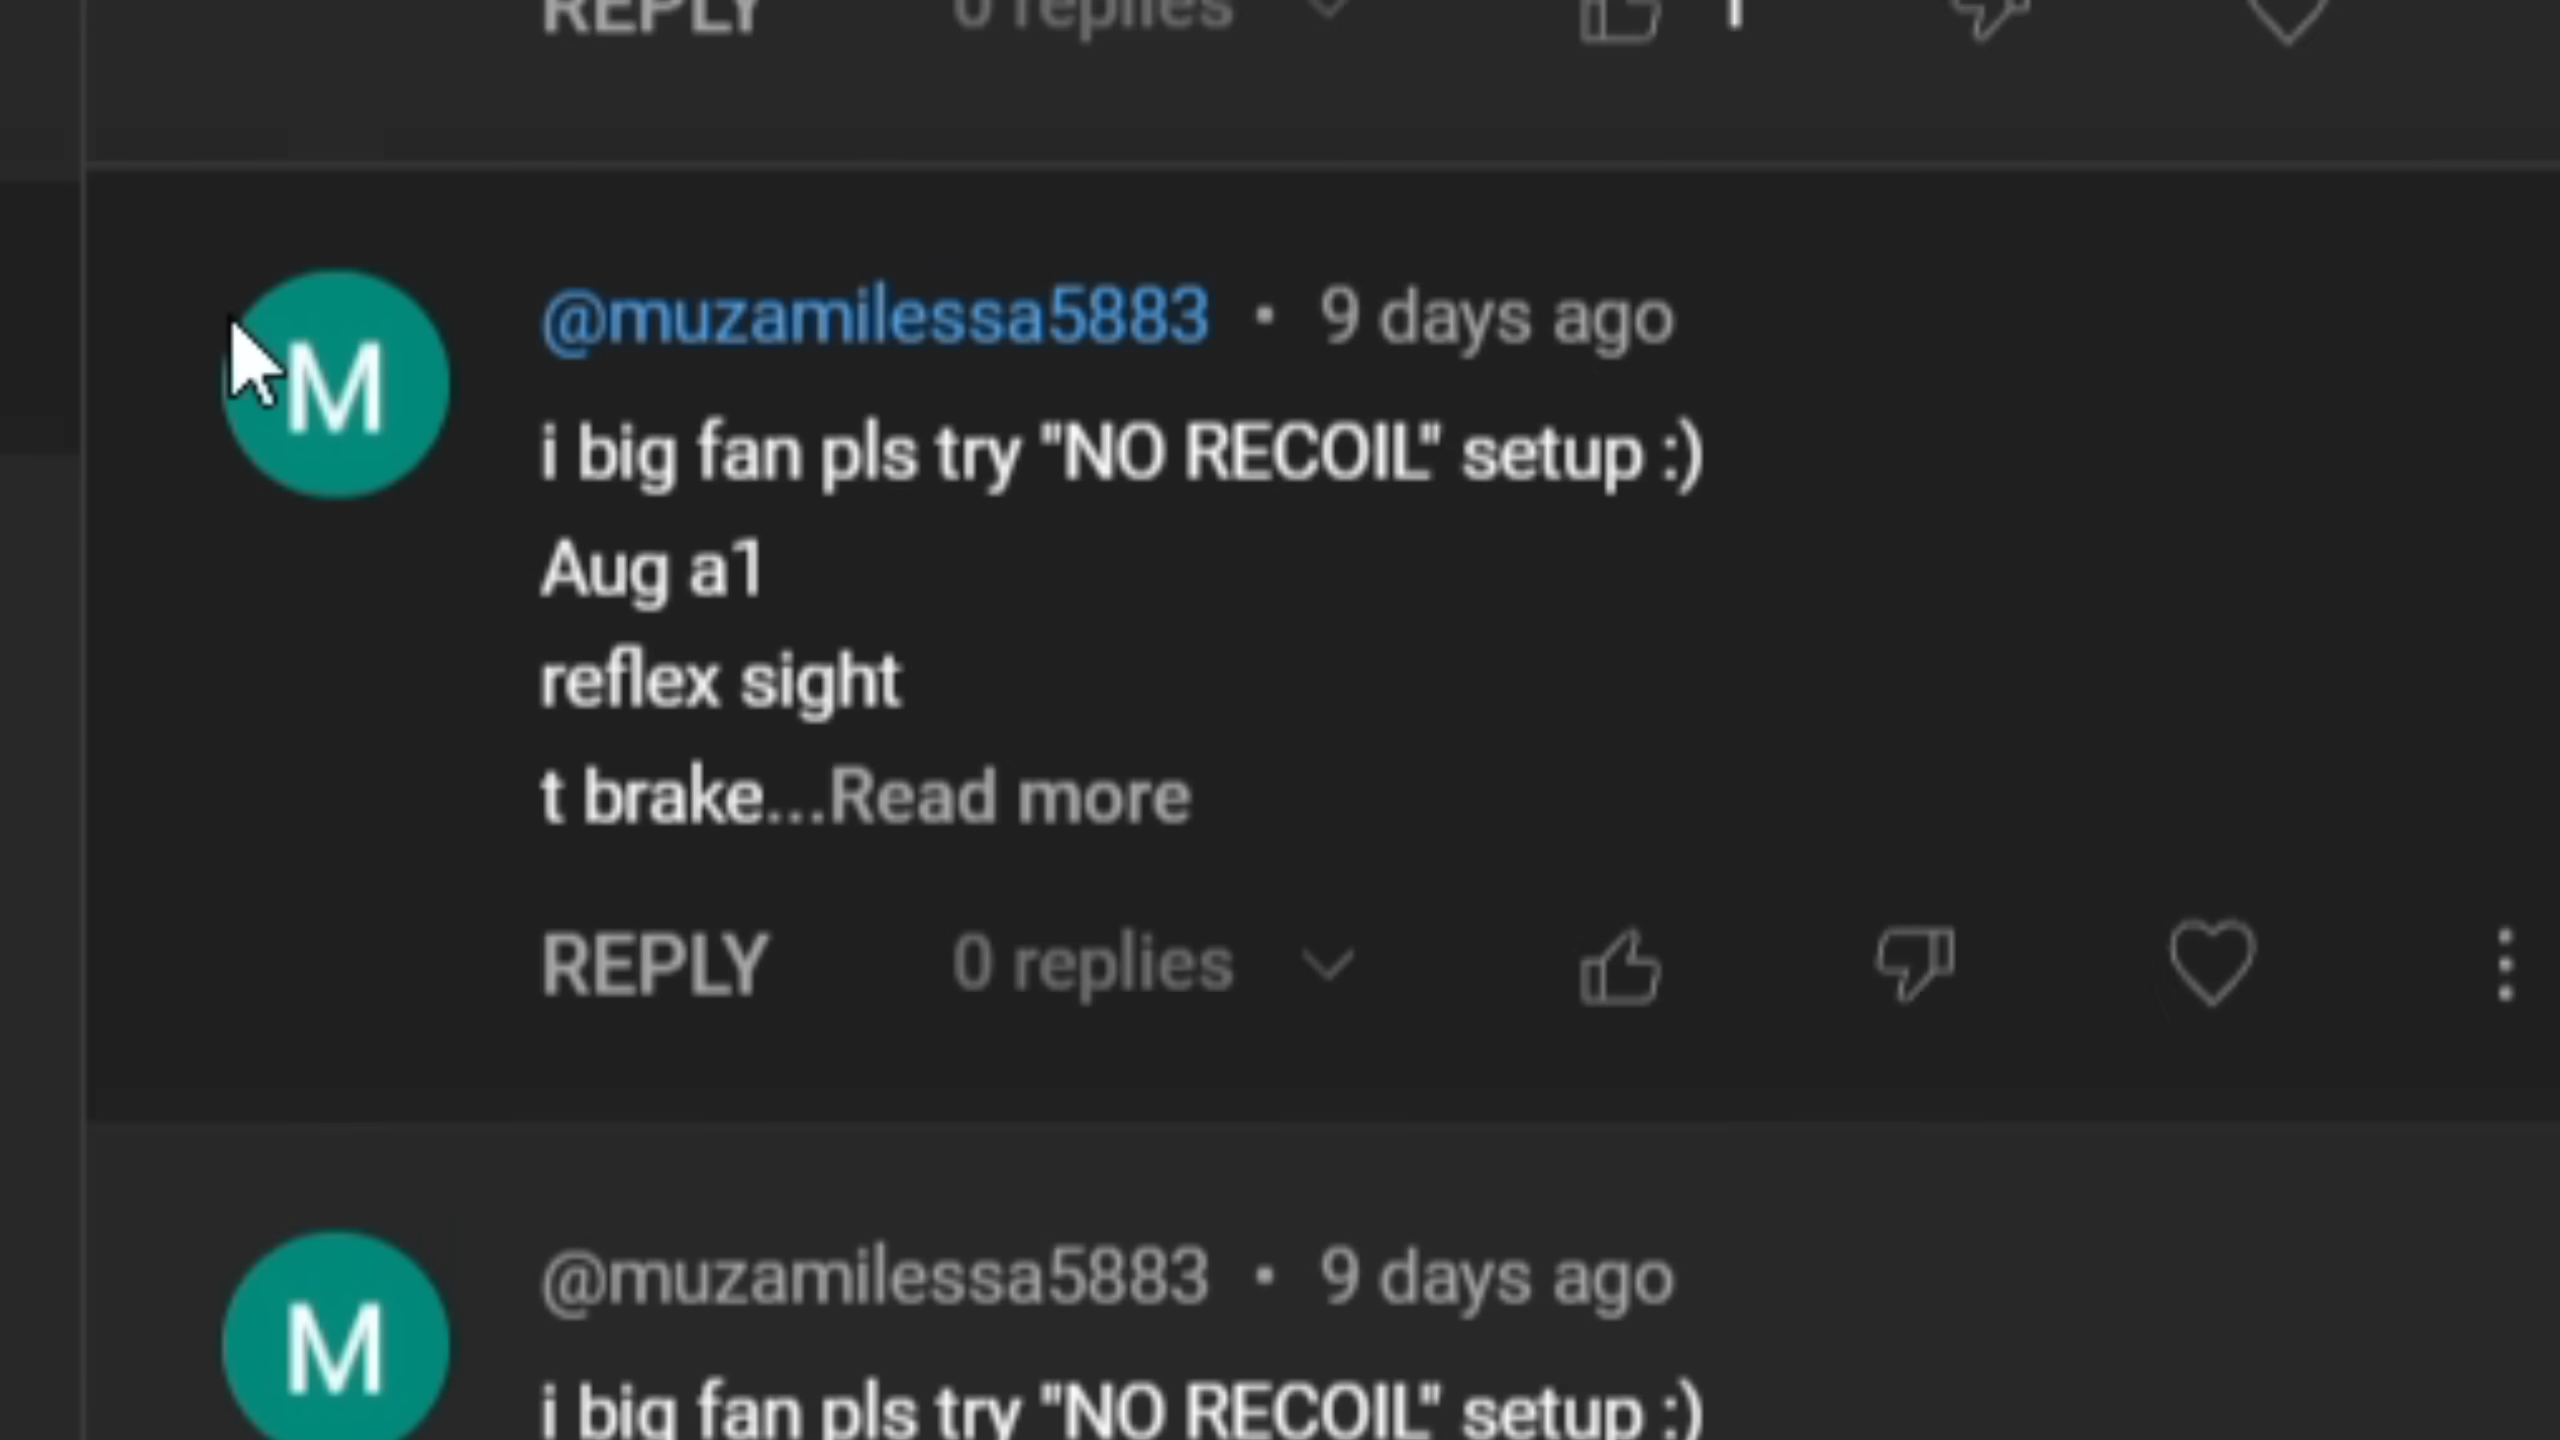 REPLY 0 replies
@muzamilessa5883 • 9 days ago
M
i big fan pls try "NO RECOIL" setup :)
Aug a1
reflex sight
t brake...Read more
REPLY 0 replies
@muzamilessa5883 • 9 days ago
M
i big fan pls try "NO RECOIL" setup :)